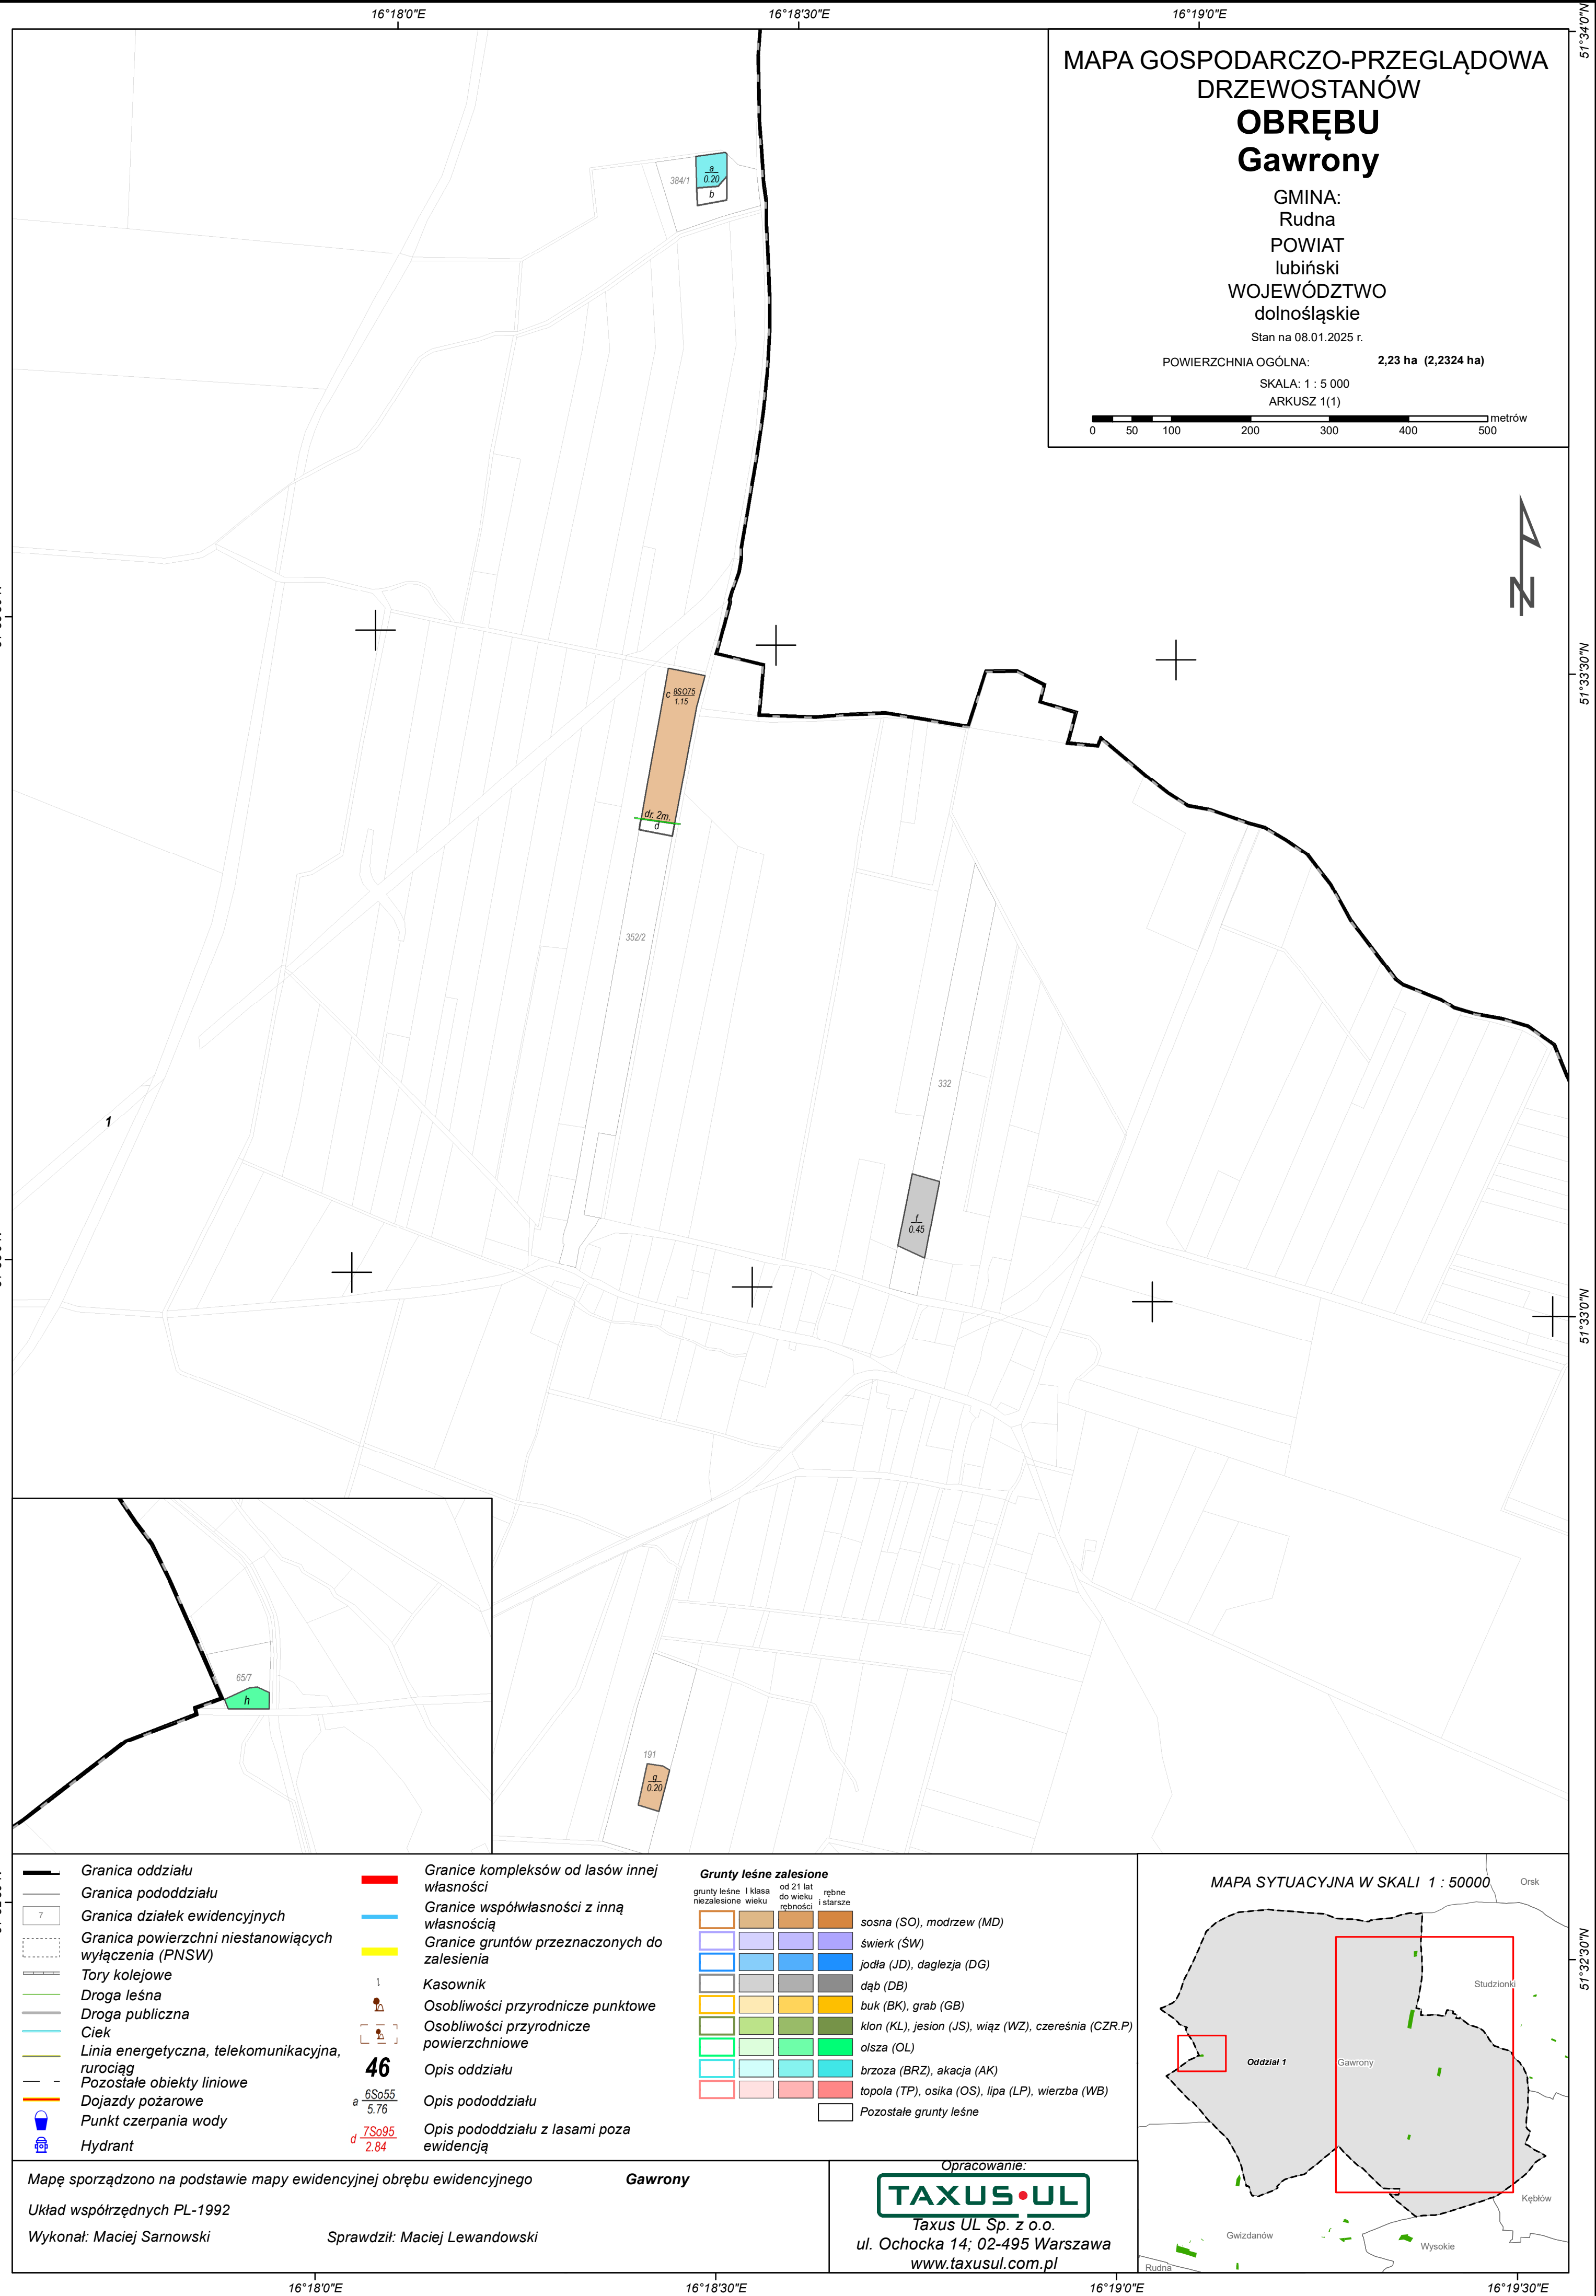 16°18'0"E
16°18'30"E
16°19'0"E
51°34'0"N
MAPA GOSPODARCZO-PRZEGLĄDOWA
DRZEWOSTANÓW
OBRĘBU
Gawrony
GMINA:
Rudna
POWIAT
lubiński
WOJEWÓDZTWO
dolnośląskie
Stan na 08.01.2025 r.
POWIERZCHNIA OGÓLNA: 2,23 ha (2,2324 ha)
SKALA: 1 : 5 000
ARKUSZ 1(1)
metrów
0 50 100 200 300 400 500
384/1
a
0.20
b
N
51°33'30"N
c 8SO75
1.15
dr. 2m.
d
352/2
332
1
f
0.45
51°33'0"N
65/7
h
191
g
0.20
Granica oddziału
Granica pododdziału
7
Granica działek ewidencyjnych
Granica powierzchni niestanowiących
wyłączenia (PNSW)
Tory kolejowe
Droga leśna
Droga publiczna
Ciek
Linia energetyczna, telekomunikacyjna,
rurociąg
Pozostałe obiekty liniowe
Dojazdy pożarowe
Punkt czerpania wody
Hydrant
Granice kompleksów od lasów innej
własności
Granice współwłasności z inną
własnością
Granice gruntów przeznaczonych do
zalesienia
Kasownik
Osobliwości przyrodnicze punktowe
Osobliwości przyrodnicze
powierzchniowe
46 Opis oddziału
a 6So55
5.76
Opis pododdziału
d 7So95
2.84
Opis pododdziału z lasami poza
ewidencją
Grunty leśne zalesione
grunty leśne
niezalesione
I klasa
wieku
od 21 lat
do wieku
rębności
rębne
i starsze
sosna (SO), modrzew (MD)
świerk (ŚW)
jodła (JD), daglezja (DG)
dąb (DB)
buk (BK), grab (GB)
klon (KL), jesion (JS), wiąz (WZ), czereśnia (CZR.P)
olsza (OL)
brzoza (BRZ), akacja (AK)
topola (TP), osika (OS), lipa (LP), wierzba (WB)
Pozostałe grunty leśne
MAPA SYTUACYJNA W SKALI 1 : 50000
Orsk
Studzionki
Oddział 1
Gawrony
Kębłów
Gwizdanów
Wysokie
Rudna
51°32'30"N
Mapę sporządzono na podstawie mapy ewidencyjnej obrębu ewidencyjnego Gawrony
Układ współrzędnych PL-1992
Wykonał: Maciej Sarnowski
Sprawdził: Maciej Lewandowski
Opracowanie:
TAXUS•UL
Taxus UL Sp. z o.o.
ul. Ochocka 14; 02-495 Warszawa
www.taxusul.com.pl
16°18'0"E
16°18'30"E
16°19'0"E
16°19'30"E